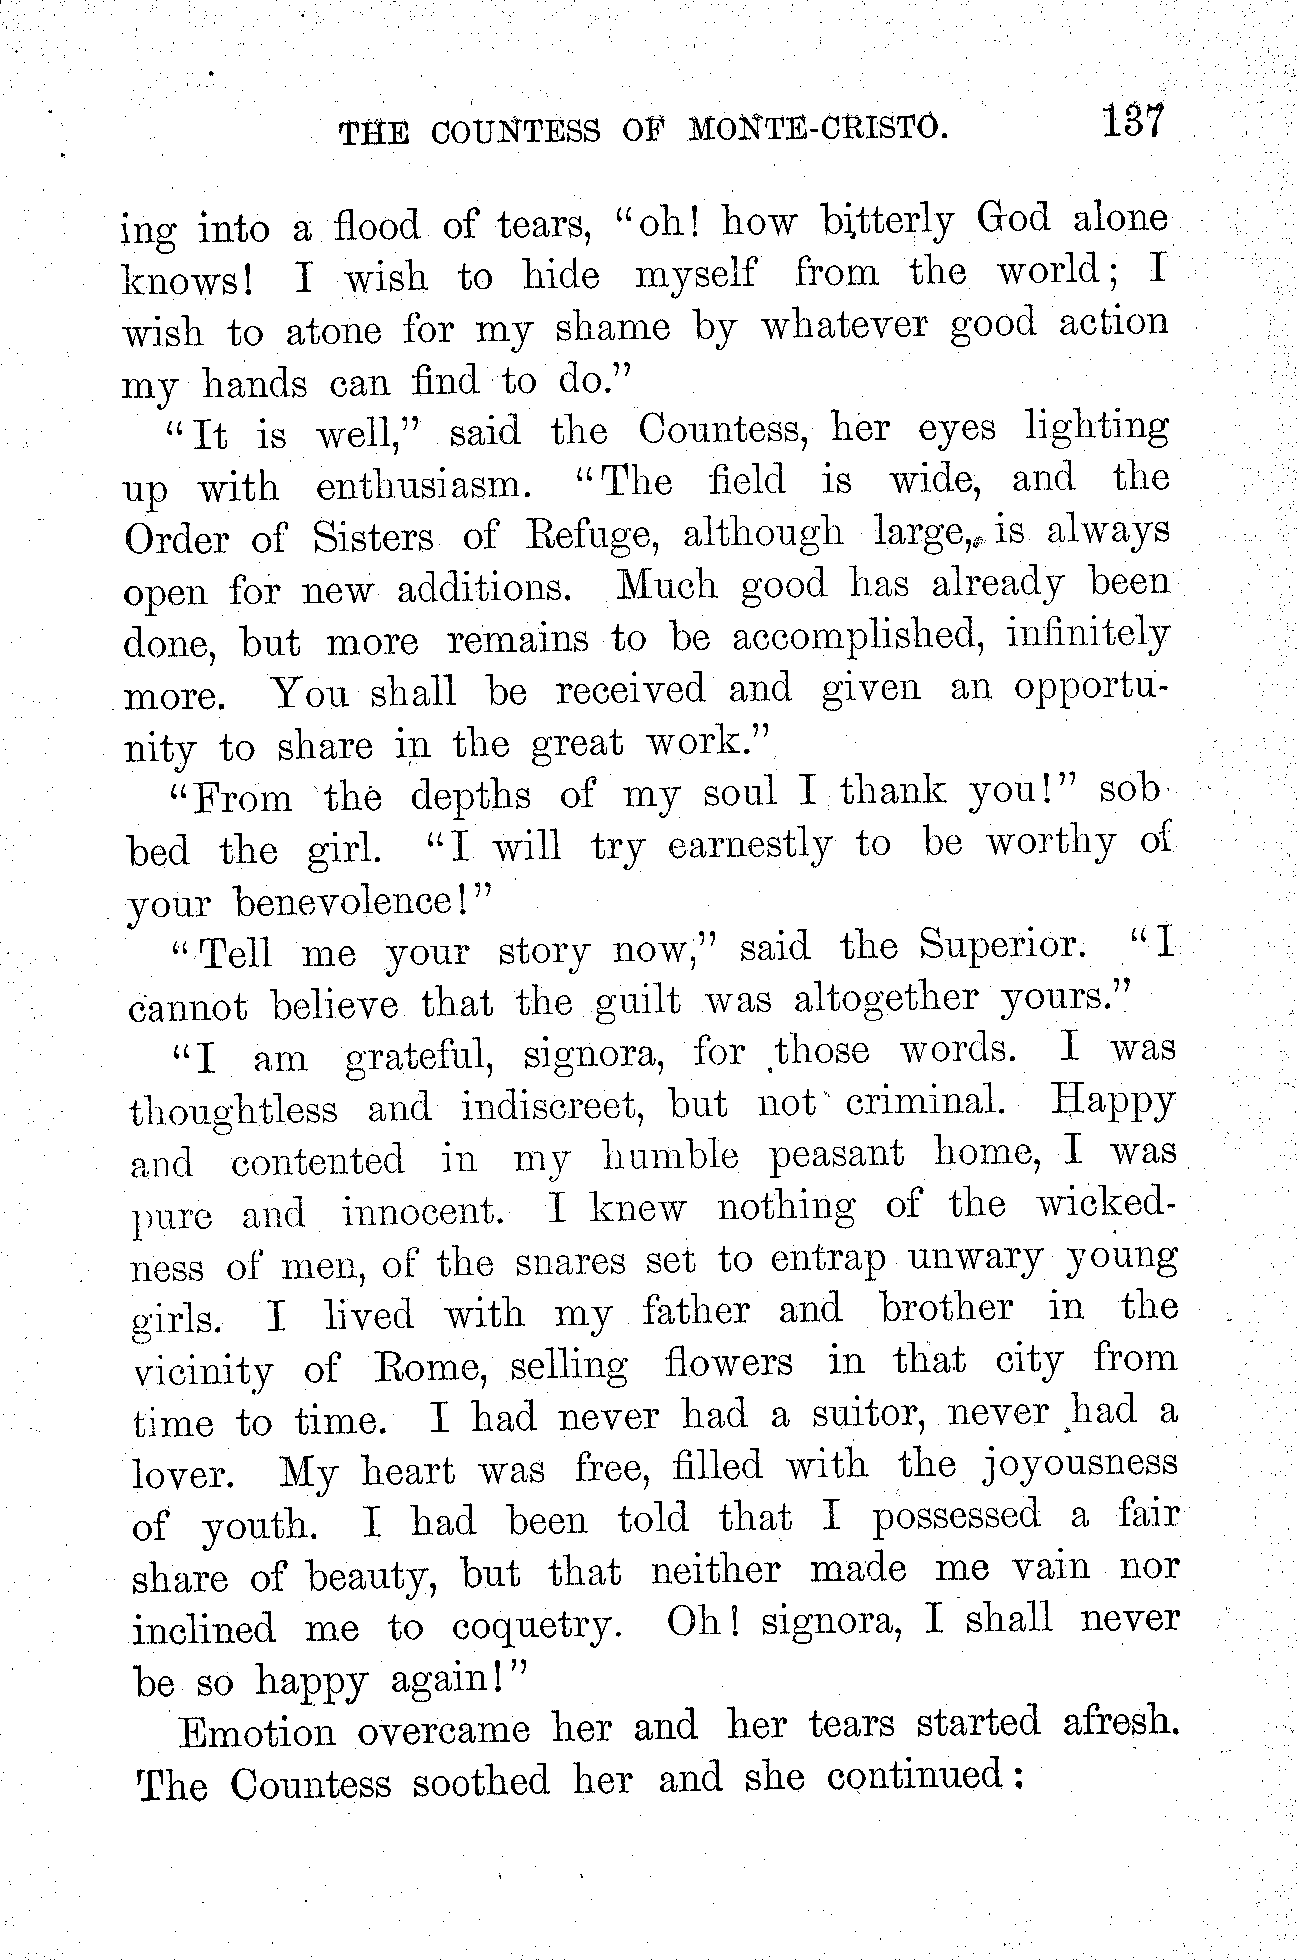 THE COUNTESS OF MONTE-CRISTO. 137
ing into a flood of tears, "oh! how bitterly God alone
knows! I wish to hide myself from the world; I
wish to atone for my shame by whatever good action
my hands can find to do."
"It is well," said the Countess, her eyes lighting
up with enthusiasm. "The field is wide, and the
Order of Sisters of Refuge, although large, is always
open for new additions. Much good has already been
done, but more remains to be accomplished, infinitely
more. You shall be received and given an opportu-
nity to share in the great work."
"From the depths of my soul I thank you!" sob-
bed the girl. "I will try earnestly to be worthy of
your benevolence!"
"Tell me your story now," said the Superior. "I
cannot believe that the guilt was altogether yours."
"I am grateful, signora, for those words. I was
thoughtless and indiscreet, but not criminal. Happy
and contented in my humble peasant home, I was
pure and innocent. I knew nothing of the wicked-
ness of men, of the snares set to entrap unwary young
girls. I lived with my father and brother in the
vicinity of Rome, selling flowers in that city from
time to time. I had never had a suitor, never had a
lover. My heart was free, filled with the joyousness
of youth. I had been told that I possessed a fair
share of beauty, but that neither made me vain nor
inclined me to coquetry. Oh! signora, I shall never
be so happy again!"
Emotion overcame her and her tears started afresh.
The Countess soothed her and she continued: